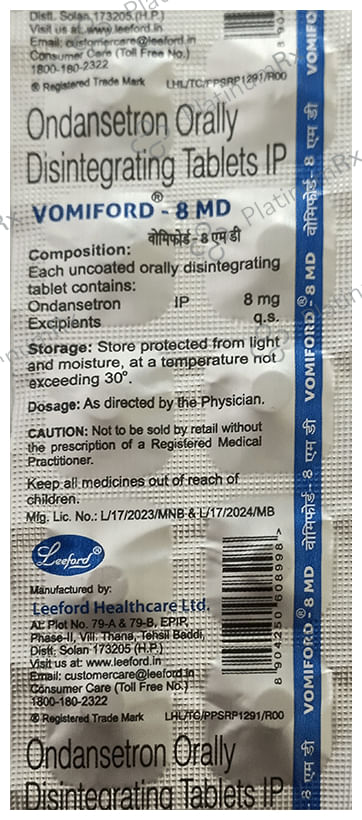 Distt. Solan 173205 (H.P.)
Visit us at: www.leeford.in
Email: customercare@leeford.in
Consumer Care (Toll Free No.)
1800-180-2322
® Registered Trade Mark LHL/TC/PPSRP1291/R00
Ondansetron Orally
Disintegrating Tablets IP
VOMIFORD® - 8 MD
वोमिफोर्ड - 8 एम डी
Composition:
Each uncoated orally disintegrating
tablet contains:
Ondansetron IP 8 mg
Excipients q.s.
Storage: Store protected from light
and moisture, at a temperature not
exceeding 30°.
Dosage: As directed by the Physician.
CAUTION: Not to be sold by retail without
the prescription of a Registered Medical
Practitioner.
Keep all medicines out of reach of
children.
Mfg. Lic. No.: L/17/2023/MNB & L/17/2024/MB
Leeford®
Manufactured by:
Leeford Healthcare Ltd.
At: Plot No. 79-A & 79-B, EPIP,
Phase-II, Vill. Thana, Tehsil Baddi,
Distt. Solan 173205 (H.P.)
Visit us at: www.leeford.in
Email: customercare@leeford.in
Consumer Care (Toll Free No.)
1800-180-2322
® Registered Trade Mark LHL/TC/PPSRP1291/R00
8 904250 608998 >
Ondansetron Orally
Disintegrating Tablets IP
8 एम डी VOMIFORD® - 8 MD वोमिफोर्ड - 8 एम डी VOMIFORD® - 8 MD वोमिफोर्ड - 8 एम डी VOMIFO
PlatinumRx
PlatinumRx